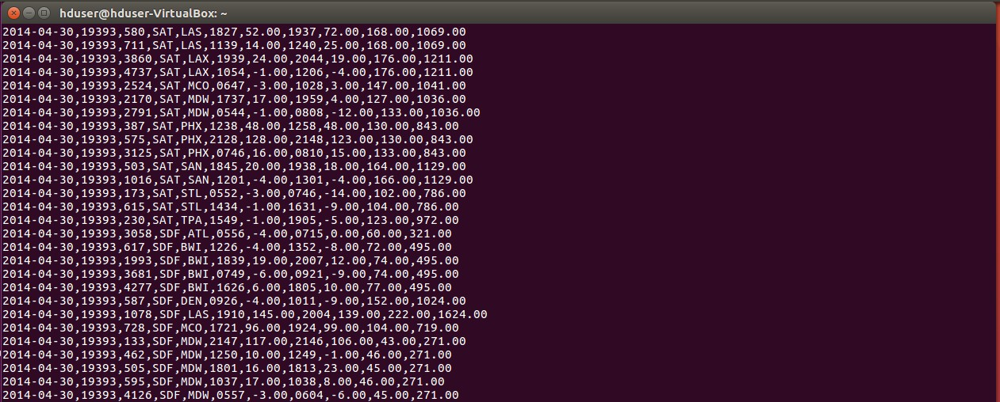 hduser@hduser-VirtualBox: ~
2014-04-30,19393,580,SAT,LAS,1827,52.00,1937,72.00,168.00,1069.00
2014-04-30,19393,711,SAT,LAS,1139,14.00,1240,25.00,168.00,1069.00
2014-04-30,19393,3860,SAT,LAX,1939,24.00,2044,19.00,176.00,1211.00
2014-04-30,19393,4737,SAT,LAX,1054,-1.00,1206,-4.00,176.00,1211.00
2014-04-30,19393,2524,SAT,MCO,0647,-3.00,1028,3.00,147.00,1041.00
2014-04-30,19393,2170,SAT,MDW,1737,17.00,1959,4.00,127.00,1036.00
2014-04-30,19393,2791,SAT,MDW,0544,-1.00,0808,-12.00,133.00,1036.00
2014-04-30,19393,387,SAT,PHX,1238,48.00,1258,48.00,130.00,843.00
2014-04-30,19393,575,SAT,PHX,2128,128.00,2148,123.00,130.00,843.00
2014-04-30,19393,3125,SAT,PHX,0746,16.00,0810,15.00,133.00,843.00
2014-04-30,19393,503,SAT,SAN,1845,20.00,1938,18.00,164.00,1129.00
2014-04-30,19393,1016,SAT,SAN,1201,-4.00,1301,-4.00,166.00,1129.00
2014-04-30,19393,173,SAT,STL,0552,-3.00,0746,-14.00,102.00,786.00
2014-04-30,19393,615,SAT,STL,1434,-1.00,1631,-9.00,104.00,786.00
2014-04-30,19393,230,SAT,TPA,1549,-1.00,1905,-5.00,123.00,972.00
2014-04-30,19393,3058,SDF,ATL,0556,-4.00,0715,0.00,60.00,321.00
2014-04-30,19393,617,SDF,BWI,1226,-4.00,1352,-8.00,72.00,495.00
2014-04-30,19393,1993,SDF,BWI,1839,19.00,2007,12.00,74.00,495.00
2014-04-30,19393,3681,SDF,BWI,0749,-6.00,0921,-9.00,74.00,495.00
2014-04-30,19393,4277,SDF,BWI,1626,6.00,1805,10.00,77.00,495.00
2014-04-30,19393,587,SDF,DEN,0926,-4.00,1011,-9.00,152.00,1024.00
2014-04-30,19393,1078,SDF,LAS,1910,145.00,2004,139.00,222.00,1624.00
2014-04-30,19393,728,SDF,MCO,1721,96.00,1924,99.00,104.00,719.00
2014-04-30,19393,133,SDF,MDW,2147,117.00,2146,106.00,43.00,271.00
2014-04-30,19393,462,SDF,MDW,1250,10.00,1249,-1.00,46.00,271.00
2014-04-30,19393,505,SDF,MDW,1801,16.00,1813,23.00,45.00,271.00
2014-04-30,19393,595,SDF,MDW,1037,17.00,1038,8.00,46.00,271.00
2014-04-30,19393,4126,SDF,MDW,0557,-3.00,0604,-6.00,45.00,271.00